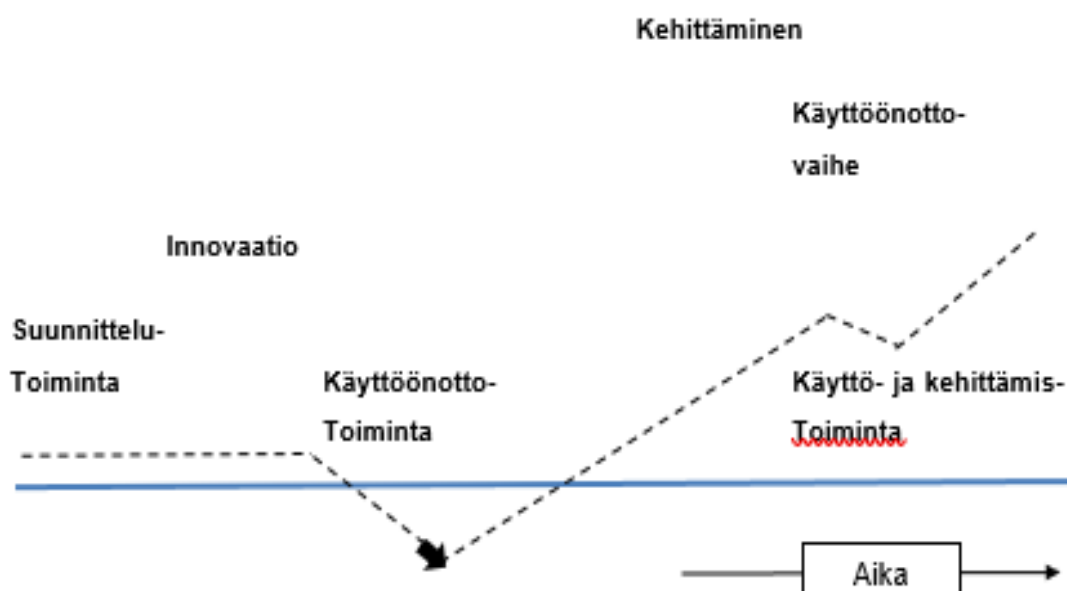 Kehittäminen
Käyttöönotto-
vaihe
Innovaatio
Suunnittelu-
Toiminta
Käyttöönotto-
Toiminta
Käyttö- ja kehittämis-
Toiminta
Aika